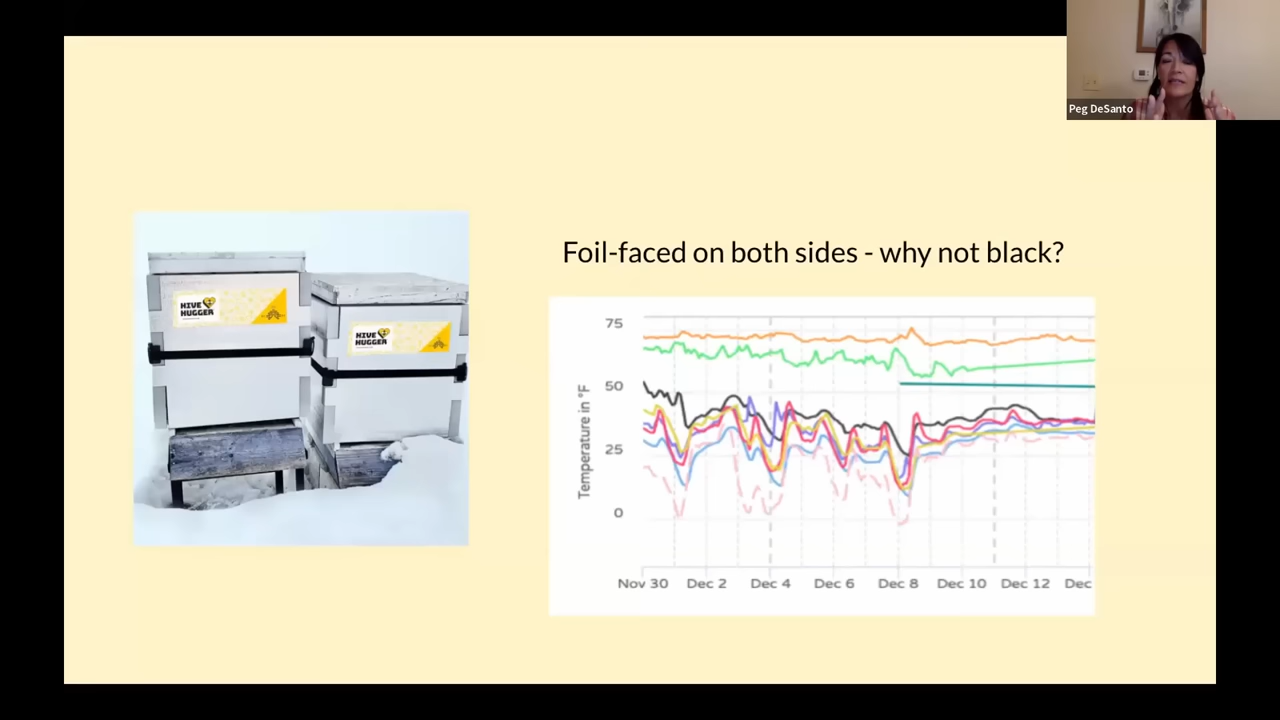 Peg DeSanto
Foil-faced on both sides - why not black?
HIVE
HUGGER
HIVE
HUGGER
Temperature in °F
75
50
25
0
Nov 30 Dec 2 Dec 4 Dec 6 Dec 8 Dec 10 Dec 12 Dec